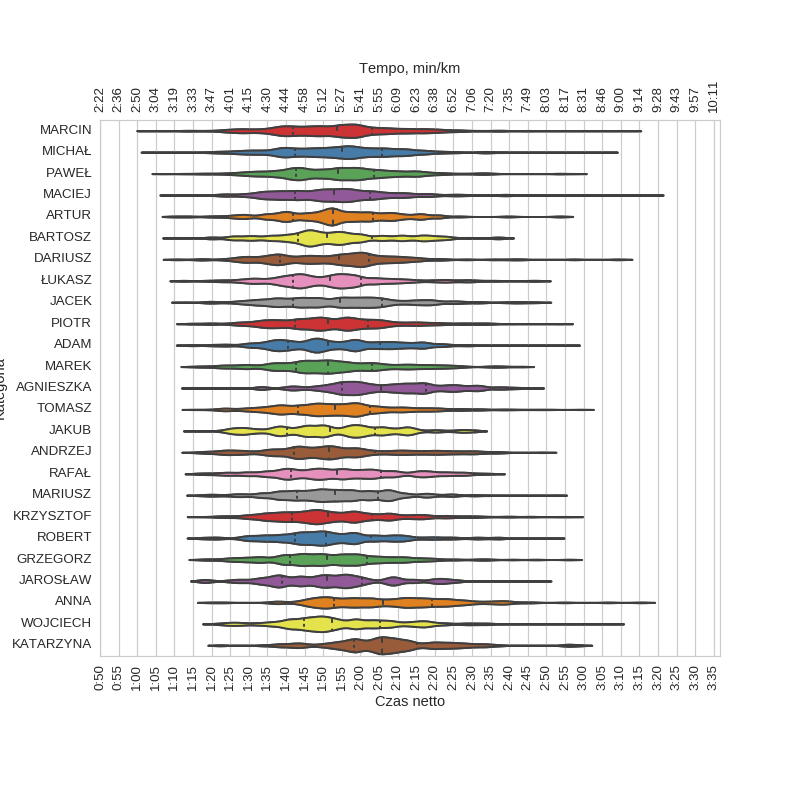 Tempo, min/km
2:22 2:36 2:50 3:04 3:19 3:33 3:47 4:01 4:15 4:30 4:44 4:58 5:12 5:27 5:41 5:55 6:09 6:23 6:38 6:52 7:06 7:20 7:35 7:49 8:03 8:17 8:31 8:46 9:00 9:14 9:28 9:43 9:57 10:11
MARCIN
MICHAŁ
PAWEŁ
MACIEJ
ARTUR
BARTOSZ
DARIUSZ
ŁUKASZ
JACEK
PIOTR
ADAM
MAREK
AGNIESZKA
TOMASZ
JAKUB
ANDRZEJ
RAFAŁ
MARIUSZ
KRZYSZTOF
ROBERT
GRZEGORZ
JAROSŁAW
ANNA
WOJCIECH
KATARZYNA
0:50 0:55 1:00 1:05 1:10 1:15 1:20 1:25 1:30 1:35 1:40 1:45 1:50 1:55 2:00 2:05 2:10 2:15 2:20 2:25 2:30 2:35 2:40 2:45 2:50 2:55 3:00 3:05 3:10 3:15 3:20 3:25 3:30 3:35
Czas netto